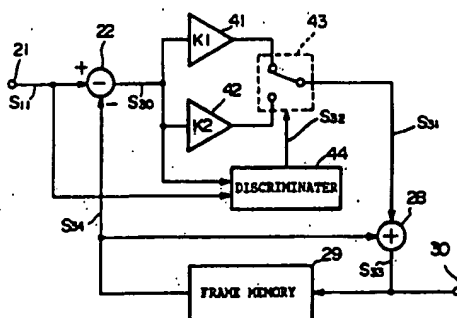 21
S11
+
22
−
−
S30
K1
41
K2
42
43
S32
44
DISCRIMINATER
S31
S34
+
28
S33
29
FRAME MEMORY
30